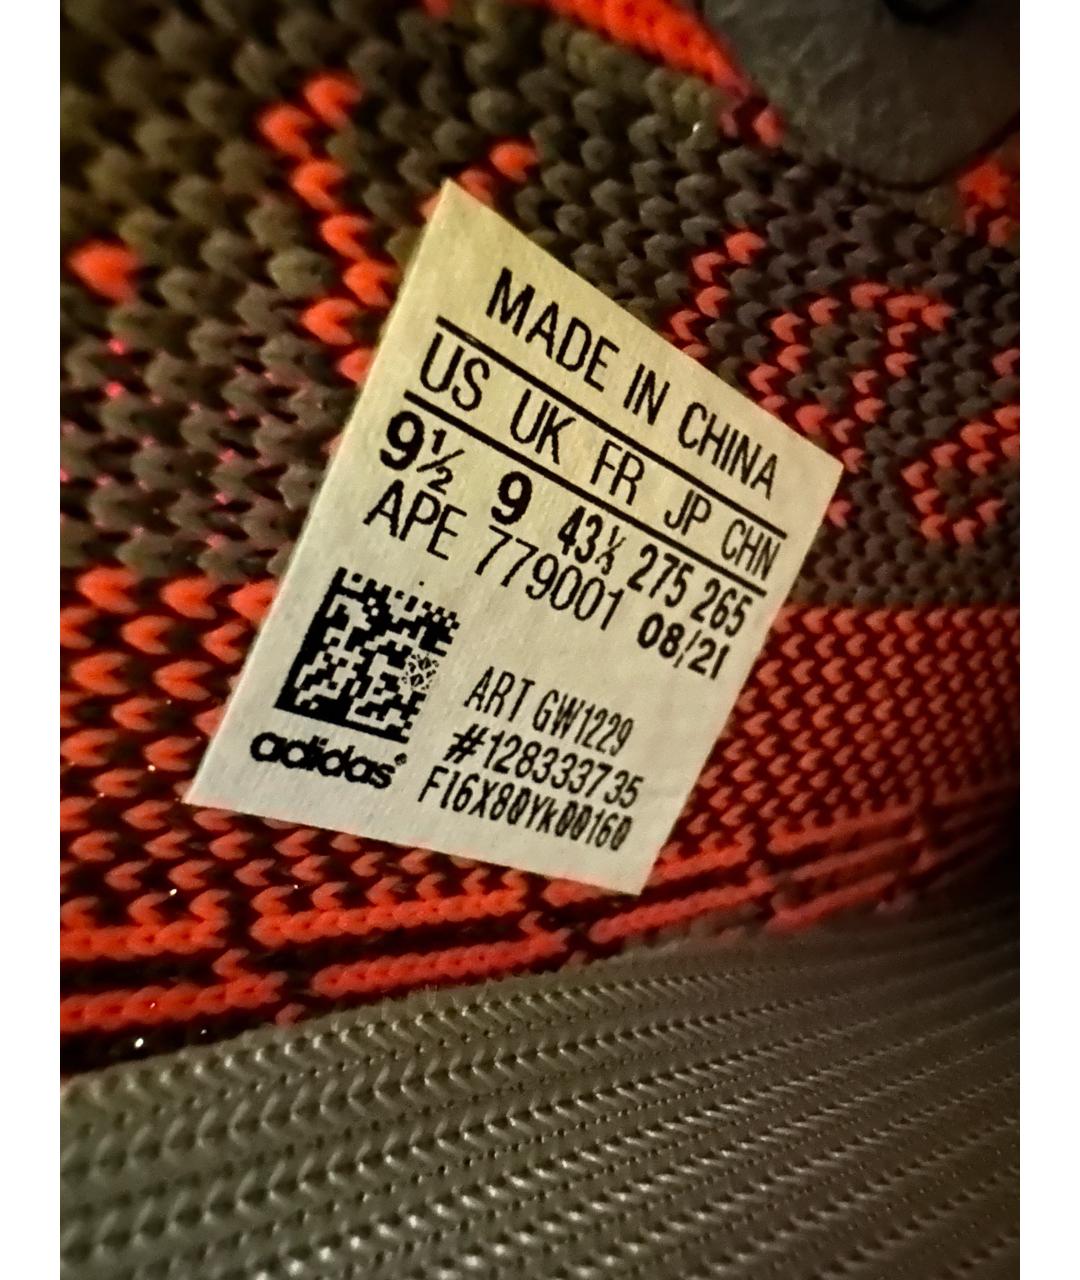 MADE IN CHINA
US UK FR JP CHN
9½ 9 43⅓ 275 265
APE 779001 08/21
ART GW1229
#128333735
F16X80Yk00160
adidas®